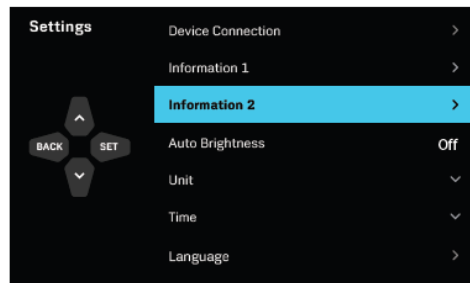 Settings
Device Connection
Information 1
Information 2
BACK
SET
Auto Brightness Off
Unit
Time
Language